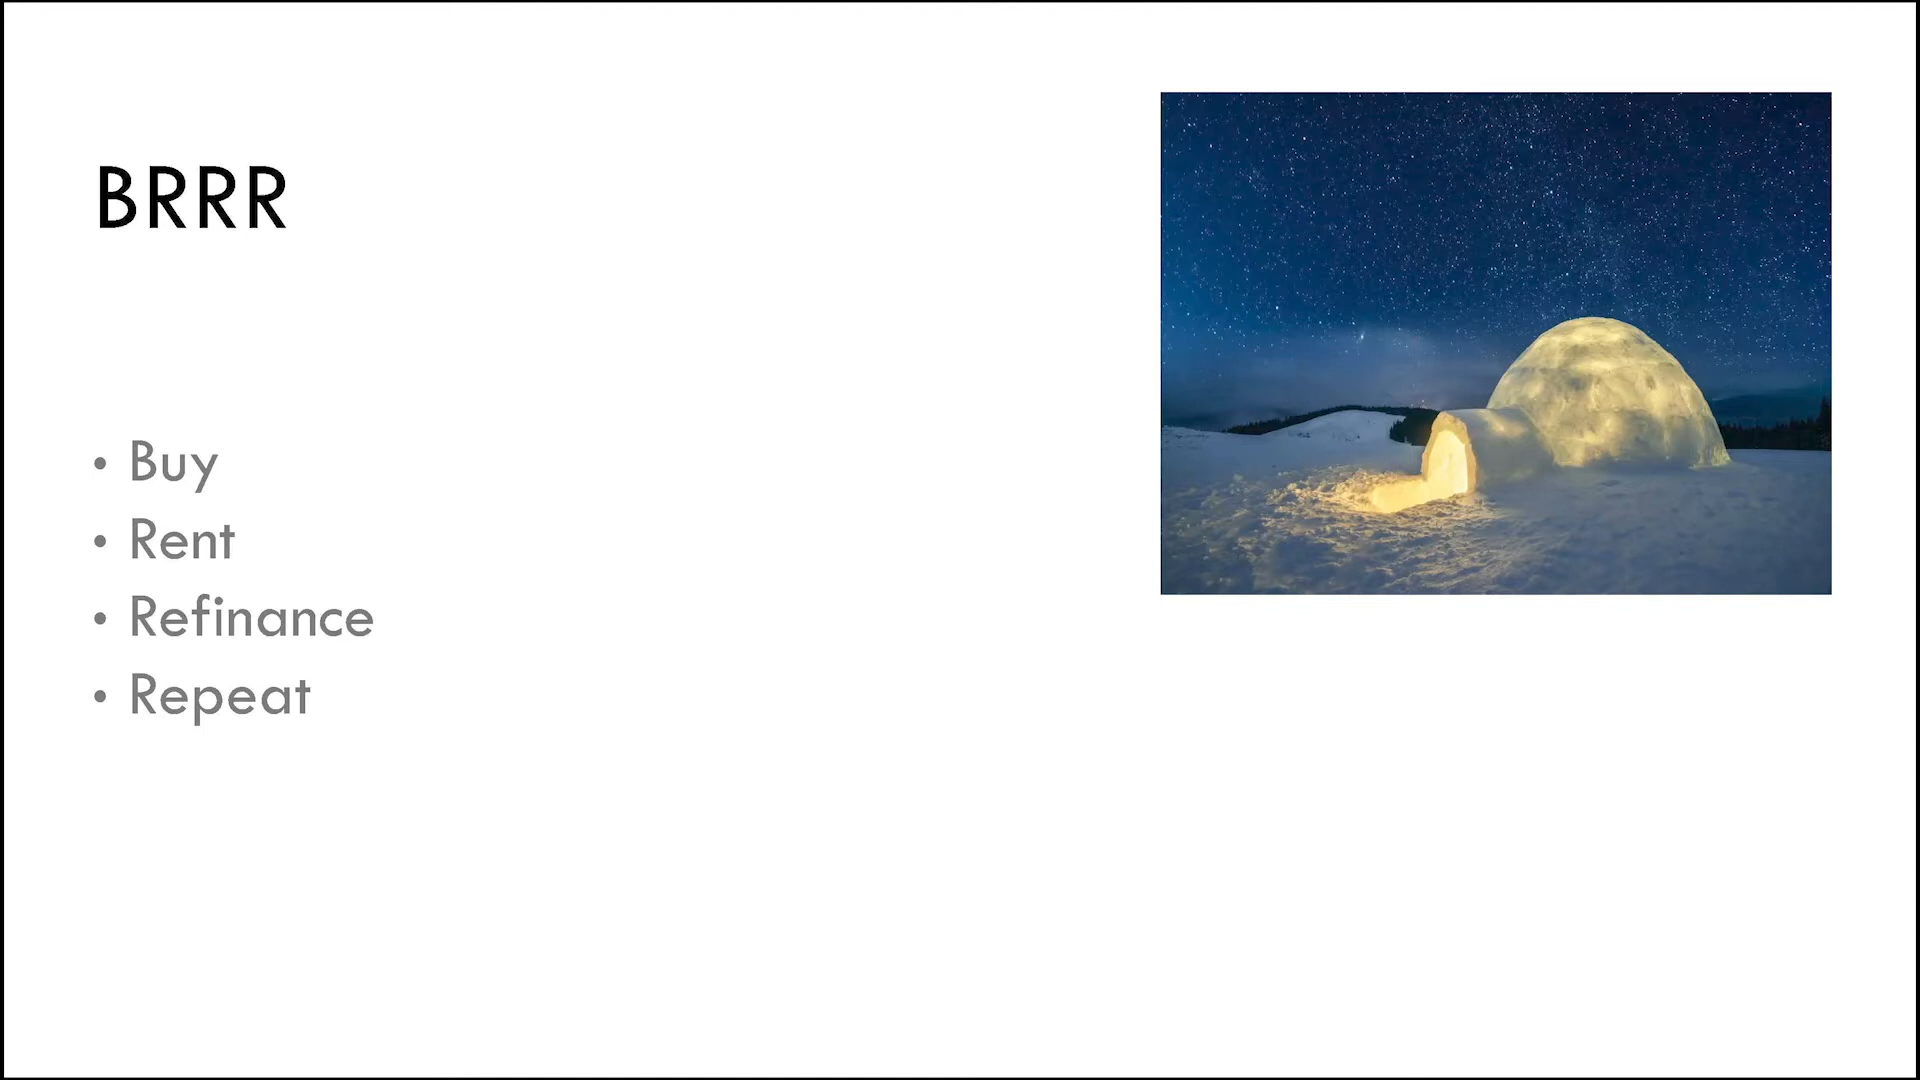 BRRR
• Buy
• Rent
• Refinance
• Repeat